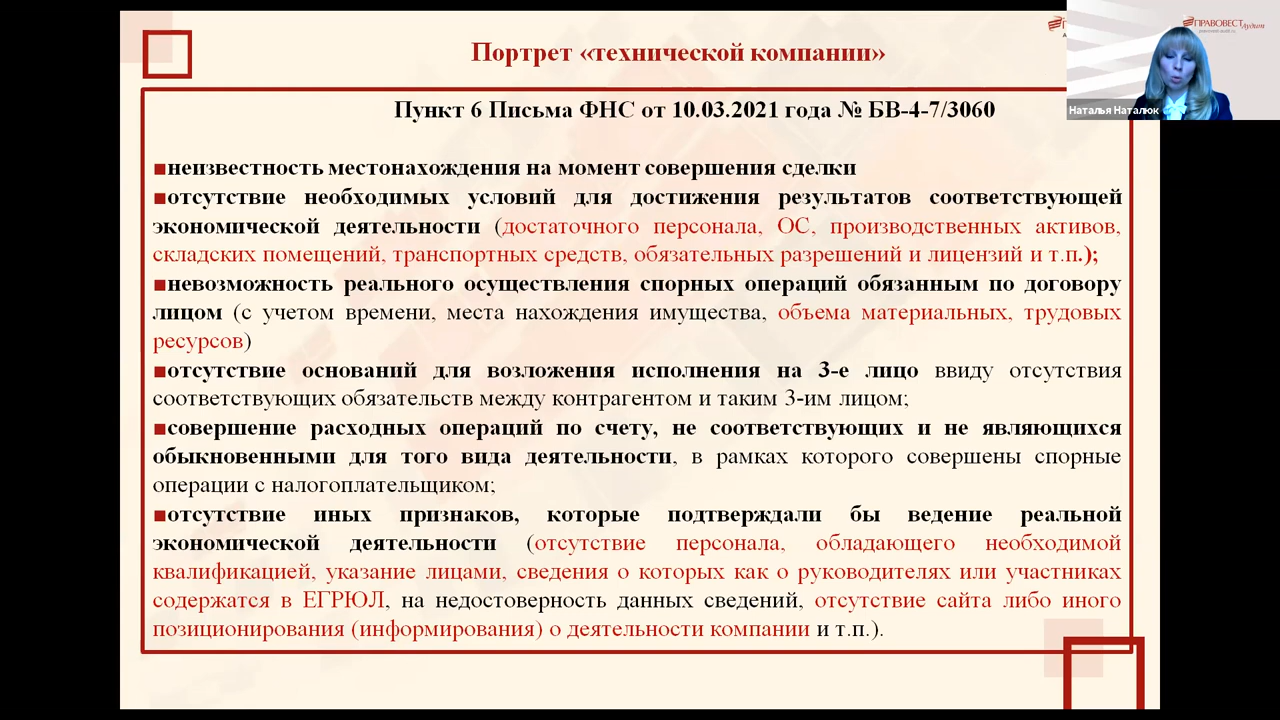 Портрет «технической компании»
ПРАВОВЕСТ Аудит
pravovest-audit.ru
Наталья Наталюк
Пункт 6 Письма ФНС от 10.03.2021 года № БВ-4-7/3060
неизвестность местонахождения на момент совершения сделки
отсутствие необходимых условий для достижения результатов соответствующей
экономической деятельности (достаточного персонала, ОС, производственных активов,
складских помещений, транспортных средств, обязательных разрешений и лицензий и т.п.);
невозможность реального осуществления спорных операций обязанным по договору
лицом (с учетом времени, места нахождения имущества, объема материальных, трудовых
ресурсов)
отсутствие оснований для возложения исполнения на 3-е лицо ввиду отсутствия
соответствующих обязательств между контрагентом и таким 3-им лицом;
совершение расходных операций по счету, не соответствующих и не являющихся
обыкновенными для того вида деятельности, в рамках которого совершены спорные
операции с налогоплательщиком;
отсутствие иных признаков, которые подтверждали бы ведение реальной
экономической деятельности (отсутствие персонала, обладающего необходимой
квалификацией, указание лицами, сведения о которых как о руководителях или участниках
содержатся в ЕГРЮЛ, на недостоверность данных сведений, отсутствие сайта либо иного
позиционирования (информирования) о деятельности компании и т.п.).